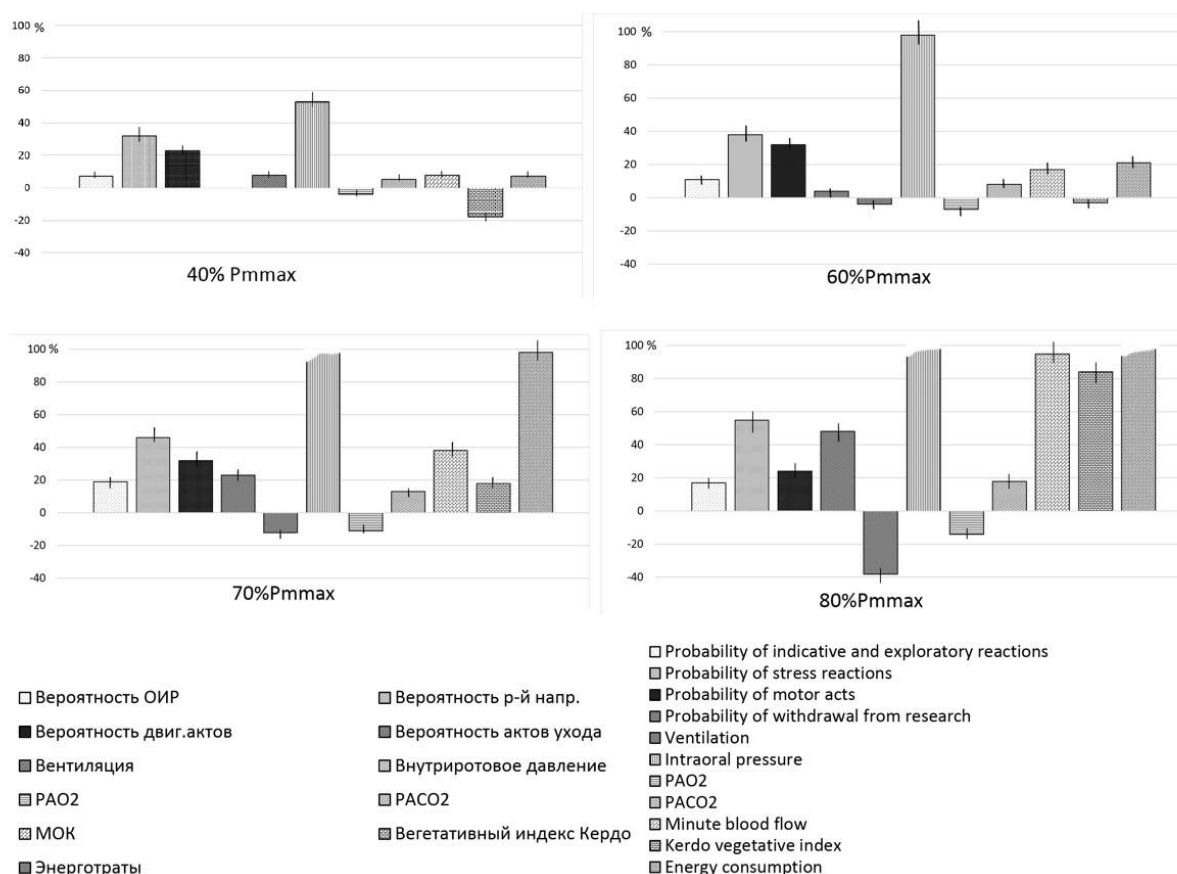 100 %
80
60
40
20
0
-20
-40
40% Pmmax
100 %
80
60
40
20
0
-20
-40
60%Pmmax
100 %
80
60
40
20
0
-20
-40
70%Pmmax
100 %
80
60
40
20
0
-20
-40
80%Pmmax
Вероятность ОИР
Вероятность р-й напр.
Вероятность двиг.актов
Вероятность актов ухода
Вентиляция
Внутриротовое давление
РАО2
РАСО2
МОК
Вегетативный индекс Кердо
Энерготраты
Probability of indicative and exploratory reactions
Probability of stress reactions
Probability of motor acts
Probability of withdrawal from research
Ventilation
Intraoral pressure
PAO2
PACO2
Minute blood flow
Kerdo vegetative index
Energy consumption